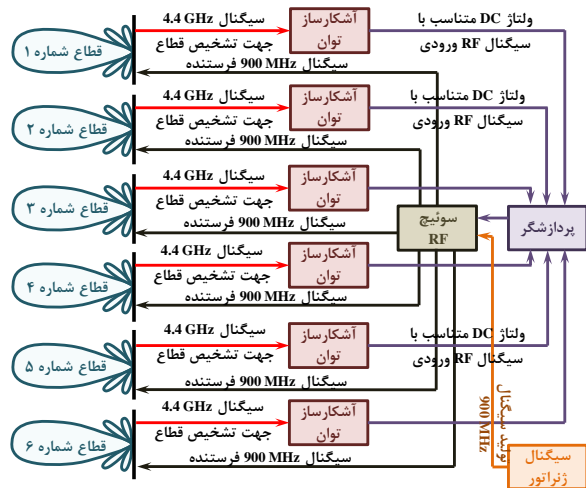 قطاع شماره ۱
4.4 GHz سیگنال
جهت تشخیص قطاع
سیگنال 900 MHz فرستنده
آشکارساز
توان
ولتاژ DC متناسب با
سیگنال RF ورودی
قطاع شماره ۲
4.4 GHz سیگنال
جهت تشخیص قطاع
سیگنال 900 MHz فرستنده
آشکارساز
توان
ولتاژ DC متناسب با
سیگنال RF ورودی
قطاع شماره ۳
4.4 GHz سیگنال
جهت تشخیص قطاع
سیگنال 900 MHz فرستنده
آشکارساز
توان
سوئیچ
RF
پردازشگر
قطاع شماره ۴
4.4 GHz سیگنال
جهت تشخیص قطاع
سیگنال 900 MHz فرستنده
آشکارساز
توان
قطاع شماره ۵
4.4 GHz سیگنال
جهت تشخیص قطاع
سیگنال 900 MHz فرستنده
آشکارساز
توان
ولتاژ DC متناسب با
سیگنال RF ورودی
قطاع شماره ۶
4.4 GHz سیگنال
جهت تشخیص قطاع
سیگنال 900 MHz فرستنده
آشکارساز
توان
تولید سیگنال
900 MHz
سیگنال
ژنراتور